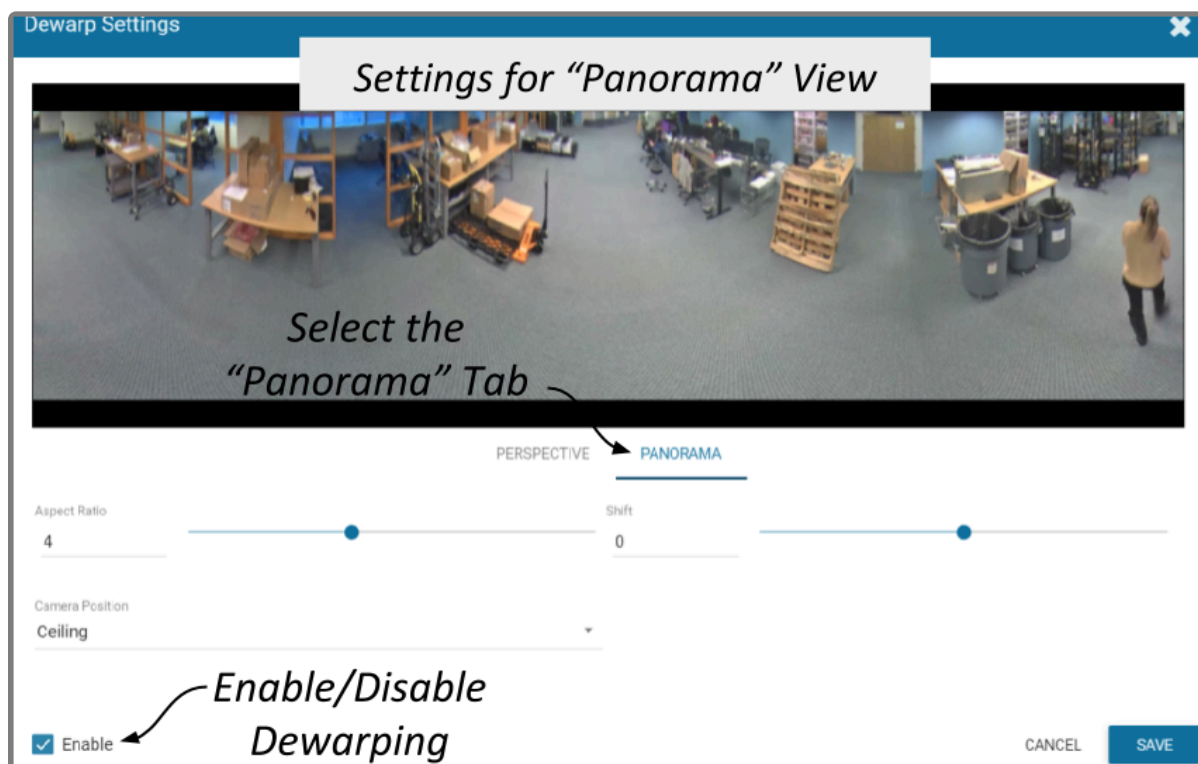 Dewarp Settings
Settings for “Panorama” View
Select the
“Panorama” Tab
PERSPECTIVE
PANORAMA
Aspect Ratio
4
Shift
0
Camera Position
Ceiling
Enable/Disable
Dewarping
Enable
CANCEL
SAVE